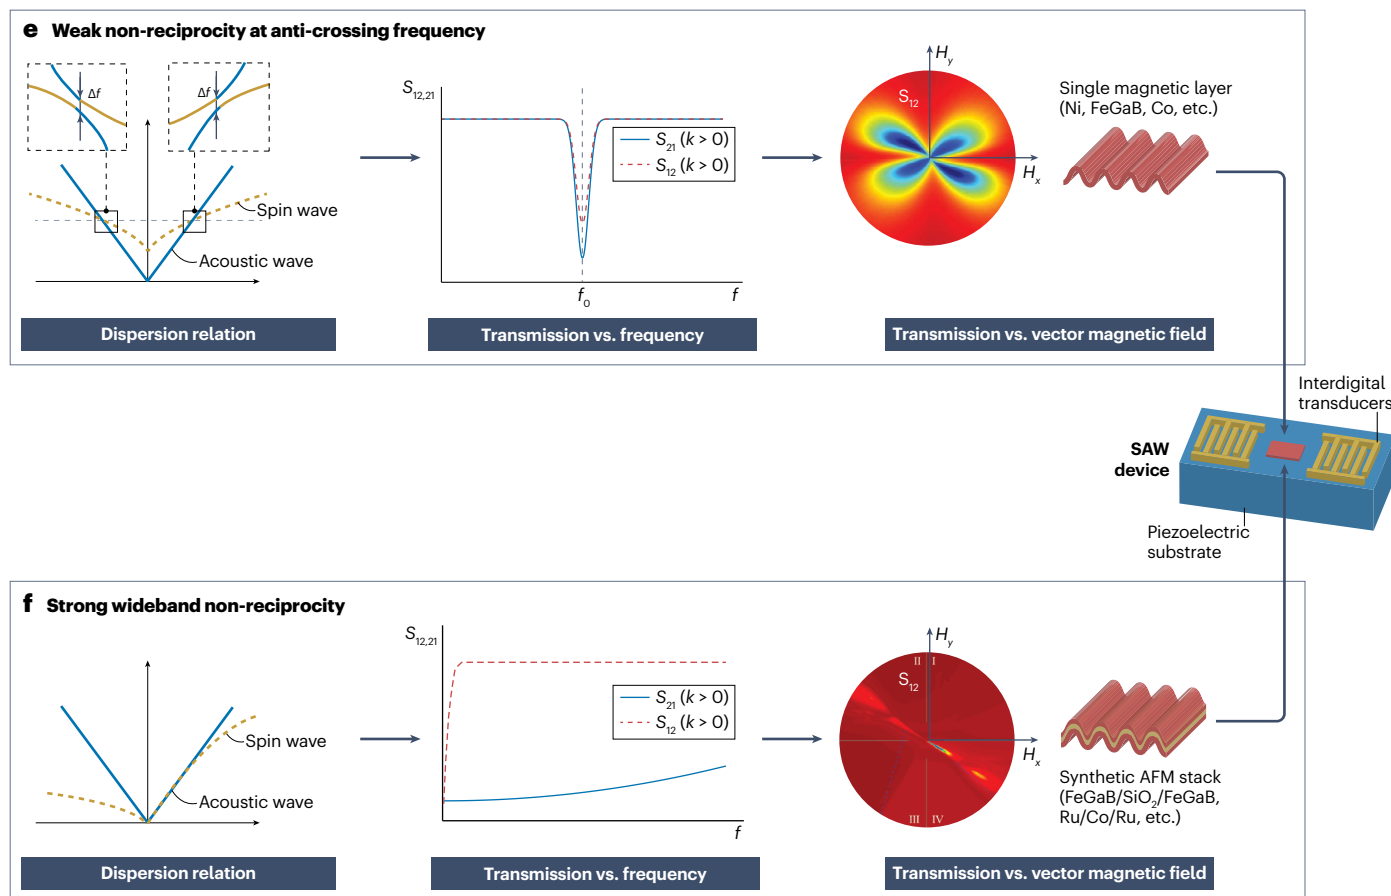 e Weak non-reciprocity at anti-crossing frequency
Δf
Δf
Spin wave
Acoustic wave
Dispersion relation
S12,21
S21 (k > 0)
S12 (k > 0)
f0
f
Transmission vs. frequency
Hy
S12
Hx
Transmission vs. vector magnetic field
Single magnetic layer
(Ni, FeGaB, Co, etc.)
Interdigital
transducers
SAW
device
Piezoelectric
substrate
f Strong wideband non-reciprocity
Spin wave
Acoustic wave
Dispersion relation
S12,21
S21 (k > 0)
S12 (k > 0)
f
Transmission vs. frequency
Hy
II I
S12
Hx
III IV
Transmission vs. vector magnetic field
Synthetic AFM stack
(FeGaB/SiO2/FeGaB,
Ru/Co/Ru, etc.)